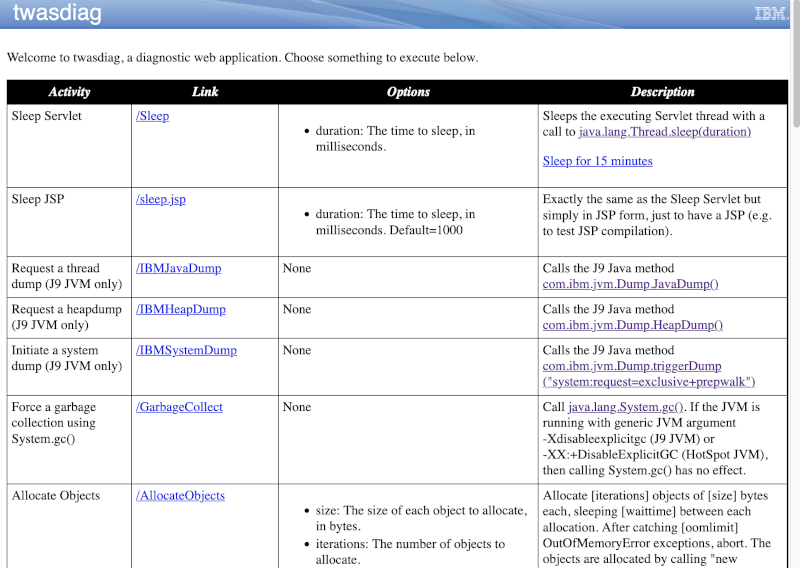 twasdiag
IBM.
Welcome to twasdiag, a diagnostic web application. Choose something to execute below.
Activity Link Options Description
Sleep Servlet
/Sleep
• duration: The time to sleep, in
milliseconds.
Sleeps the executing Servlet thread with a
call to java.lang.Thread.sleep(duration)
Sleep for 15 minutes
Sleep JSP
/sleep.jsp
• duration: The time to sleep, in
milliseconds. Default=1000
Exactly the same as the Sleep Servlet but
simply in JSP form, just to have a JSP (e.g.
to test JSP compilation).
Request a thread
dump (J9 JVM only)
/IBMJavaDump
None
Calls the J9 Java method
com.ibm.jvm.Dump.JavaDump()
Request a heapdump
(J9 JVM only)
/IBMHeapDump
None
Calls the J9 Java method
com.ibm.jvm.Dump.HeapDump()
Initiate a system
dump (J9 JVM only)
/IBMSystemDump
None
Calls the J9 Java method
com.ibm.jvm.Dump.triggerDump
("system:request=exclusive+prepwalk")
Force a garbage
collection using
System.gc()
/GarbageCollect
None
Call java.lang.System.gc(). If the JVM is
running with generic JVM argument
-Xdisableexplicitgc (J9 JVM) or
-XX:+DisableExplicitGC (HotSpot JVM),
then calling System.gc() has no effect.
Allocate Objects
/AllocateObjects
• size: The size of each object to allocate,
in bytes.
• iterations: The number of objects to
allocate.
Allocate [iterations] objects of [size] bytes
each, sleeping [waittime] between each
allocation. After catching [oomlimit]
OutOfMemoryError exceptions, abort. The
objects are allocated by calling "new